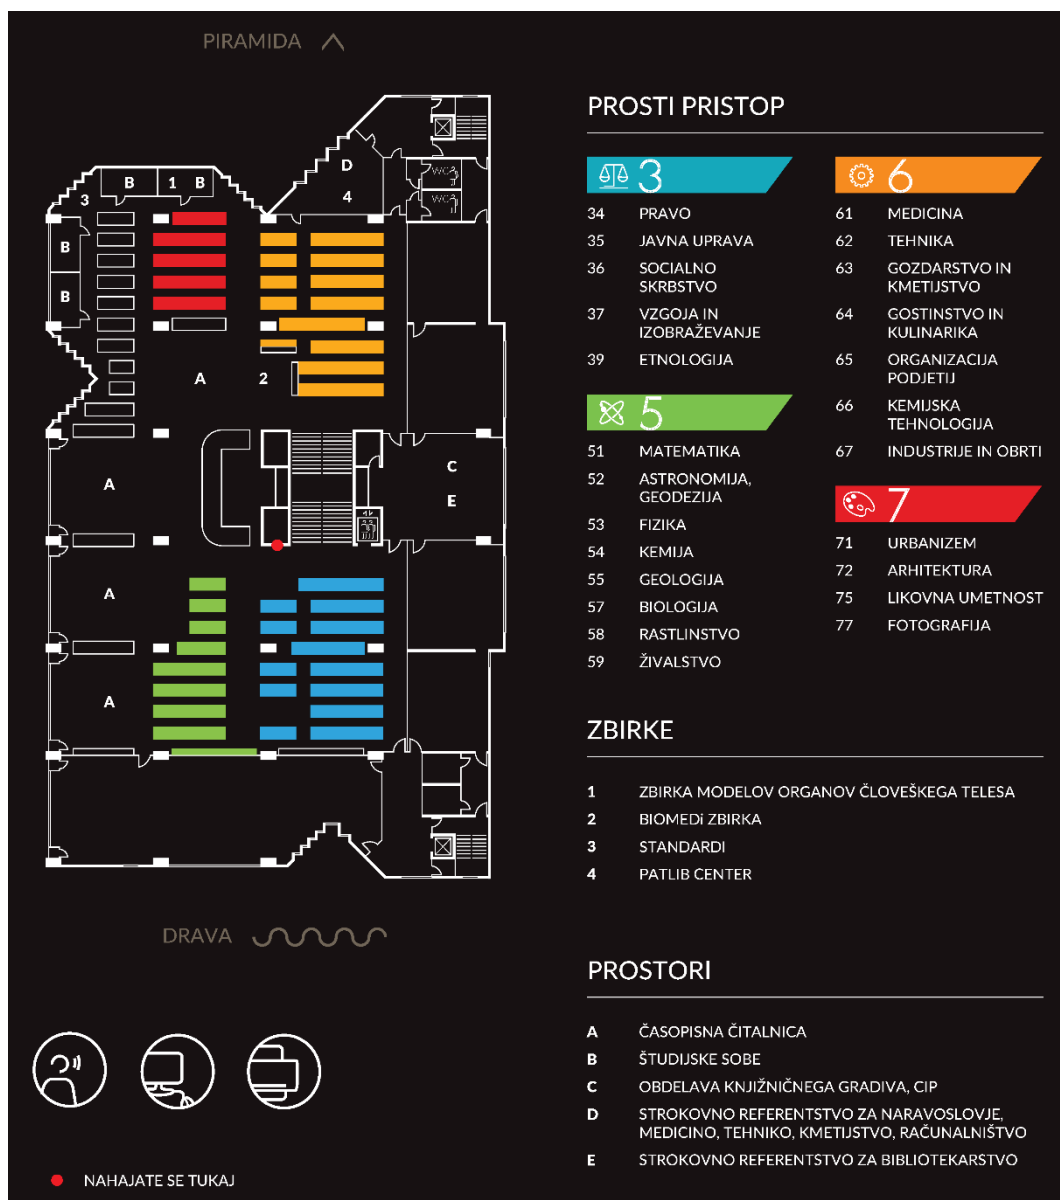 PIRAMIDA
D
4
WC
WC
B
1 B
3
B
B
A
2
A
C
E
A
A
DRAVA
NAHAJATE SE TUKAJ
PROSTI PRISTOP
3
34 PRAVO
35 JAVNA UPRAVA
36 SOCIALNO
SKRBSTVO
37 VZGOJA IN
IZOBRAŽEVANJE
39 ETNOLOGIJA
5
51 MATEMATIKA
52 ASTRONOMIJA,
GEODEZIJA
53 FIZIKA
54 KEMIJA
55 GEOLOGIJA
57 BIOLOGIJA
58 RASTLINSTVO
59 ŽIVALSTVO
6
61 MEDICINA
62 TEHNIKA
63 GOZDARSTVO IN
KMETIJSTVO
64 GOSTINSTVO IN
KULINARIKA
65 ORGANIZACIJA
PODJETIJ
66 KEMIJSKA
TEHNOLOGIJA
67 INDUSTRIJE IN OBRTI
7
71 URBANIZEM
72 ARHITEKTURA
75 LIKOVNA UMETNOST
77 FOTOGRAFIJA
ZBIRKE
1 ZBIRKA MODELOV ORGANOV ČLOVEŠKEGA TELESA
2 BIOMEDi ZBIRKA
3 STANDARDI
4 PATLIB CENTER
PROSTORI
A ČASOPISNA ČITALNICA
B ŠTUDIJSKE SOBE
C OBDELAVA KNJIŽNIČNEGA GRADIVA, CIP
D STROKOVNO REFERENTSTVO ZA NARAVOSLOVJE,
MEDICINO, TEHNIKO, KMETIJSTVO, RAČUNALNIŠTVO
E STROKOVNO REFERENTSTVO ZA BIBLIOTEKARSTVO